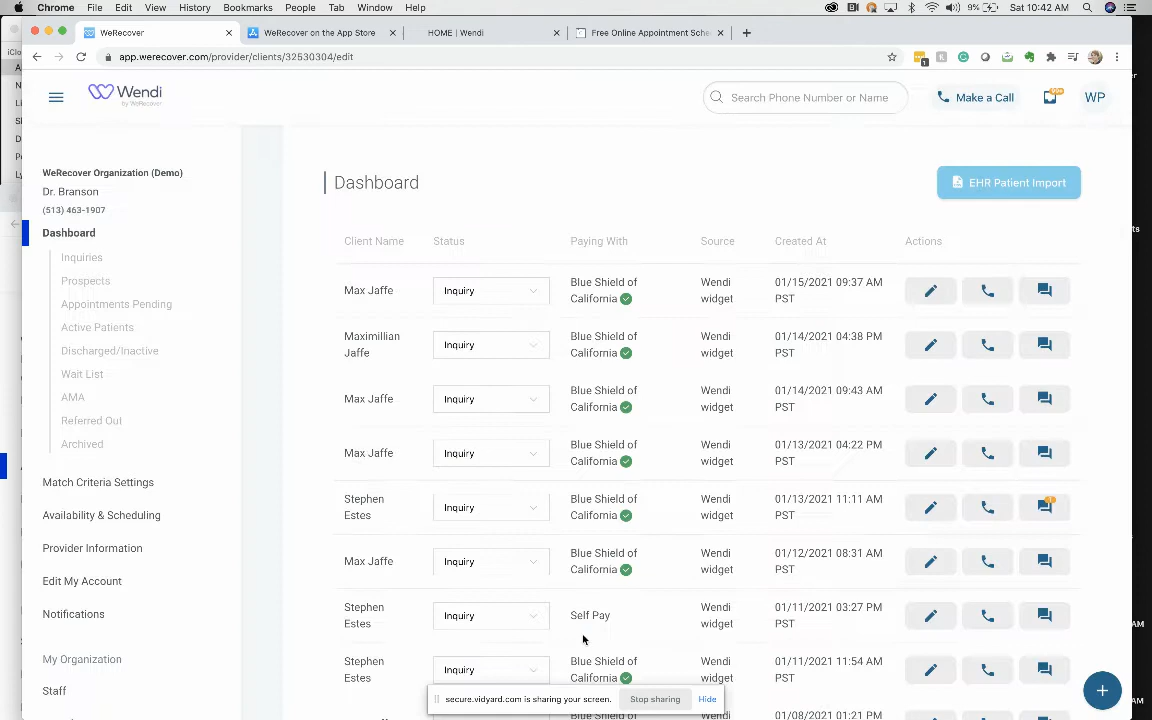 Chrome File Edit View History Bookmarks People Tab Window Help 9% Sat 10:42 AM
WeRecover WeRecover on the App Store HOME | Wendi Free Online Appointment Sche
app.werecover.com/provider/clients/32530304/edit
Wendi
by WeRecover
Search Phone Number or Name
Make a Call
WP
WeRecover Organization (Demo)
Dr. Branson
(513) 463-1907
Dashboard
Inquiries
Prospects
Appointments Pending
Active Patients
Discharged/Inactive
Wait List
AMA
Referred Out
Archived
Match Criteria Settings
Availability & Scheduling
Provider Information
Edit My Account
Notifications
My Organization
Staff
Dashboard
EHR Patient Import
Client Name Status Paying With Source Created At Actions
Max Jaffe Inquiry Blue Shield of California Wendi widget 01/15/2021 09:37 AM PST
Maximillian Jaffe Inquiry Blue Shield of California Wendi widget 01/14/2021 04:38 PM PST
Max Jaffe Inquiry Blue Shield of California Wendi widget 01/14/2021 09:43 AM PST
Max Jaffe Inquiry Blue Shield of California Wendi widget 01/13/2021 04:22 PM PST
Stephen Estes Inquiry Blue Shield of California Wendi widget 01/13/2021 11:11 AM PST
Max Jaffe Inquiry Blue Shield of California Wendi widget 01/12/2021 08:31 AM PST
Stephen Estes Inquiry Self Pay Wendi widget 01/11/2021 03:27 PM PST
Stephen Estes Inquiry Blue Shield of California Wendi widget 01/11/2021 11:54 AM PST
secure.vidyard.com is sharing your screen. Stop sharing Hide
Blue Shield of Wendi 01/08/2021 01:21 PM